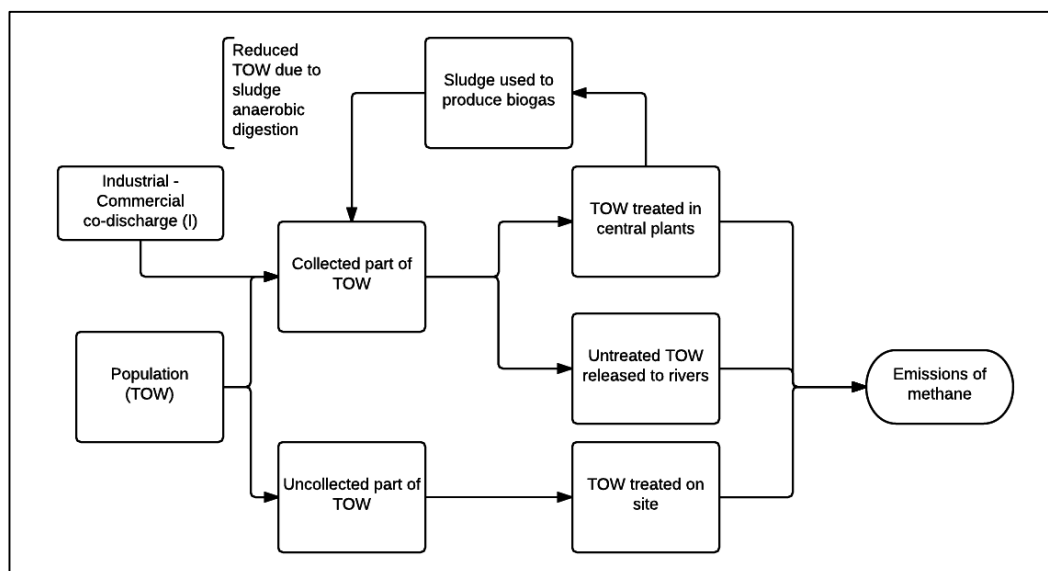 Reduced
TOW due to
sludge
anaerobic
digestion
Sludge used to
produce biogas
Industrial -
Commercial
co-discharge (I)
Collected part of
TOW
TOW treated in
central plants
Population
(TOW)
Untreated TOW
released to rivers
Emissions of
methane
Uncollected part of
TOW
TOW treated on
site